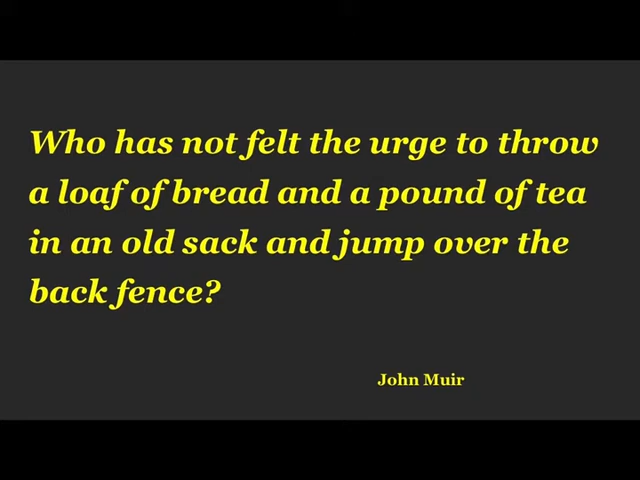 Who has not felt the urge to throw
a loaf of bread and a pound of tea
in an old sack and jump over the
back fence?
John Muir